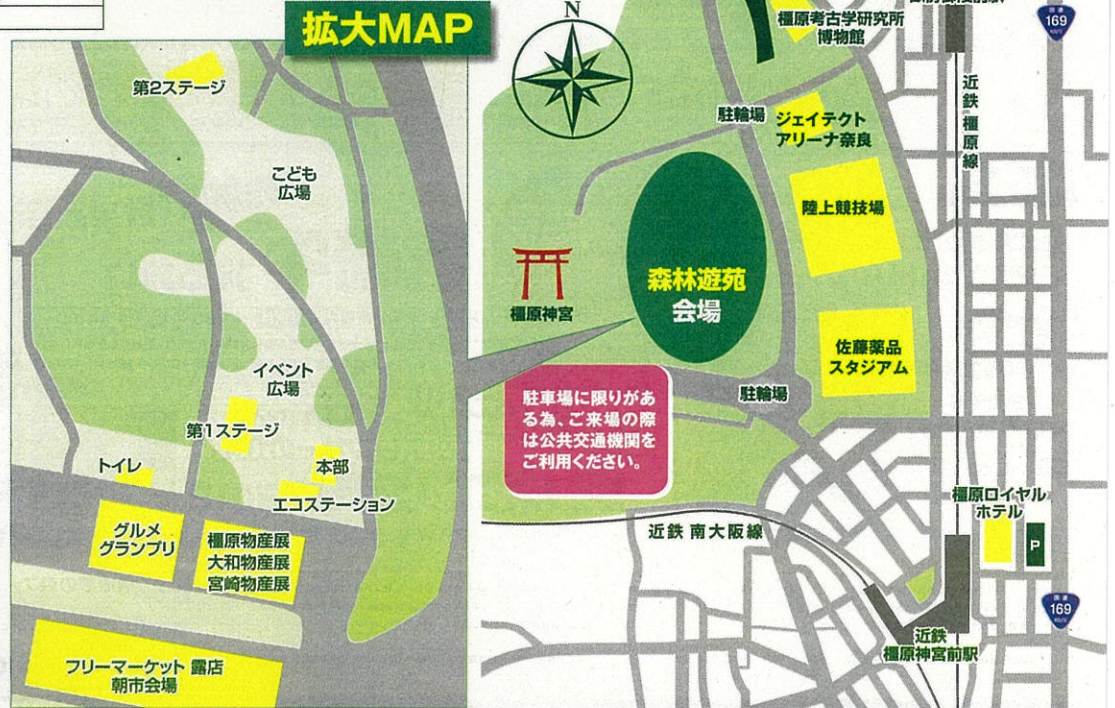 拡大MAP
第2ステージ
こども
広場
イベント
広場
第1ステージ
トイレ
本部
エコステーション
グルメ
グランプリ
橿原物産展
大和物産展
宮崎物産展
フリーマーケット 露店
朝市会場
N
橿原考古学研究所
博物館
国道
169
駐輪場
ジェイテクト
アリーナ奈良
近鉄 橿原線
陸上競技場
森林遊苑
会場
橿原神宮
佐藤薬品
スタジアム
駐輪場
駐車場に限りがあ
る為、ご来場の際
は公共交通機関を
ご利用ください。
近鉄 南大阪線
橿原ロイヤル
ホテル
P
国道
169
近鉄
橿原神宮前駅